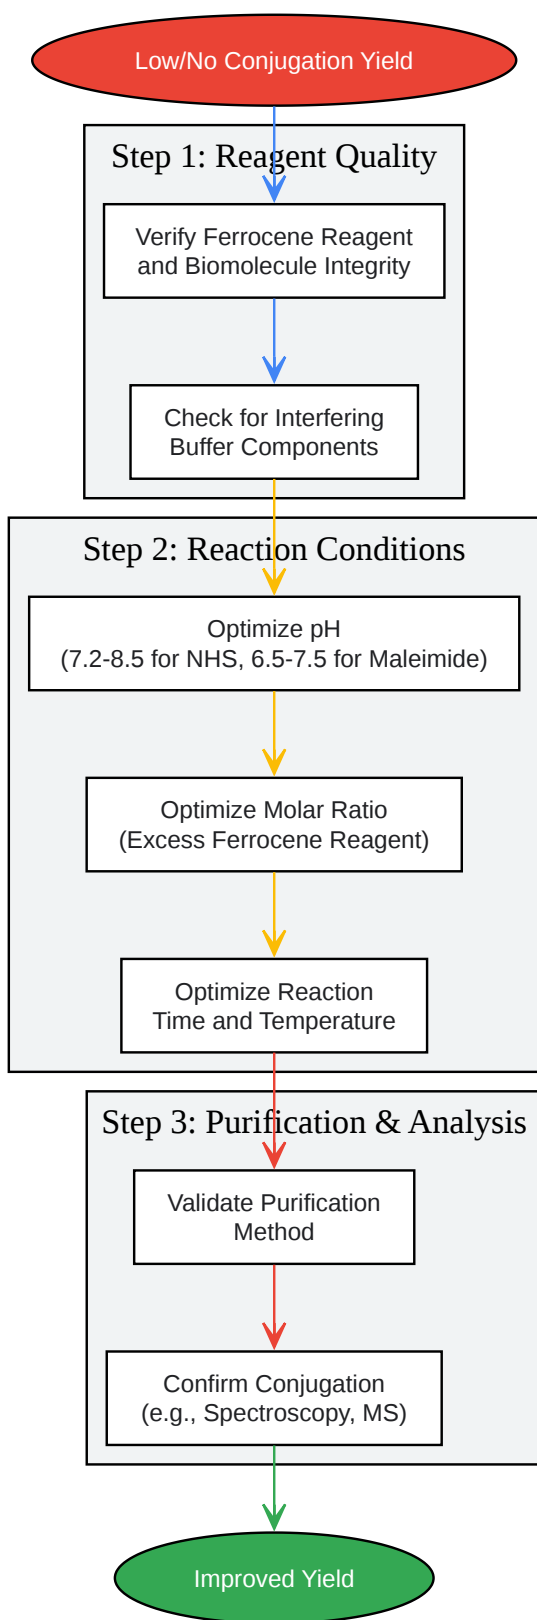 Low/No Conjugation Yield
Step 1: Reagent Quality
Verify Ferrocene Reagent
and Biomolecule Integrity
Check for Interfering
Buffer Components
Step 2: Reaction Conditions
Optimize pH
(7.2-8.5 for NHS, 6.5-7.5 for Maleimide)
Optimize Molar Ratio
(Excess Ferrocene Reagent)
Optimize Reaction
Time and Temperature
Step 3: Purification & Analysis
Validate Purification
Method
Confirm Conjugation
(e.g., Spectroscopy, MS)
Improved Yield